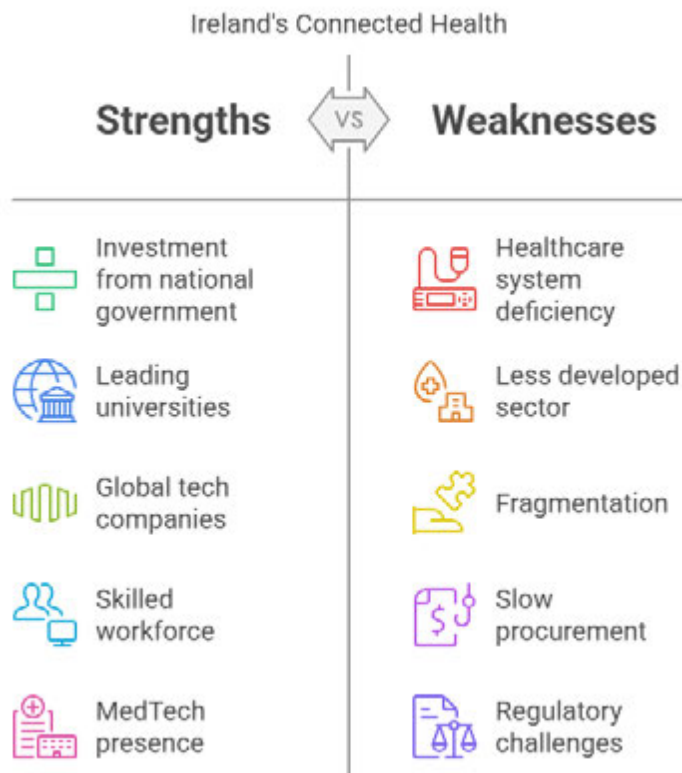 Ireland's Connected Health
Strengths
VS
Weaknesses
Investment
from national
government
Leading
universities
Global tech
companies
Skilled
workforce
MedTech
presence
Healthcare
system
deficiency
Less developed
sector
Fragmentation
Slow
procurement
Regulatory
challenges